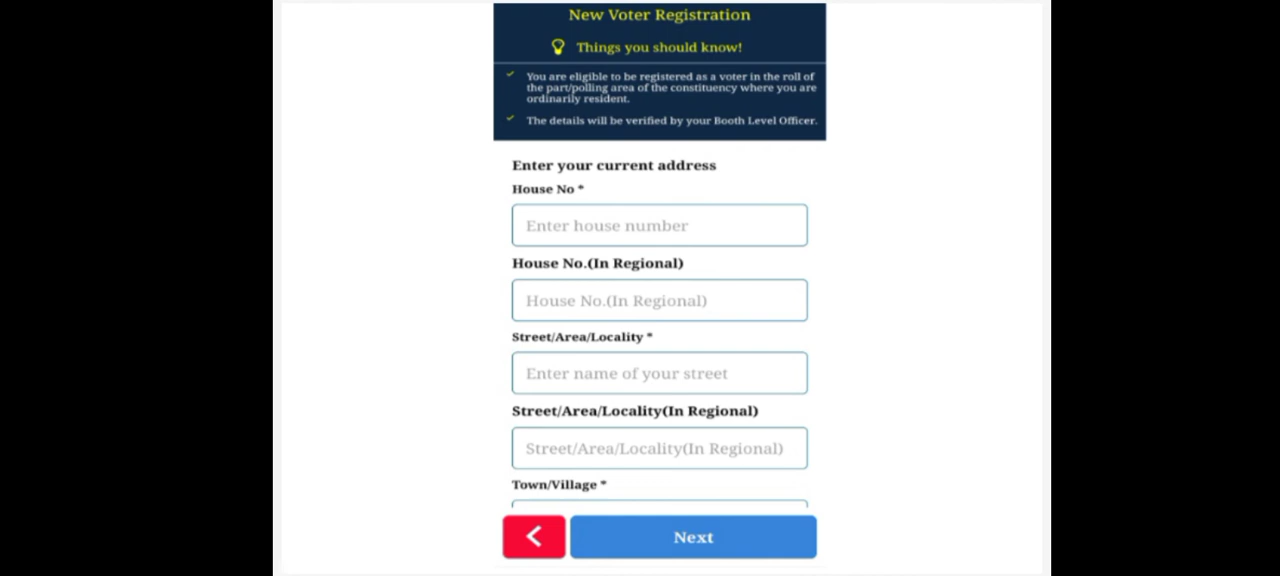 New Voter Registration
Things you should know!
You are eligible to be registered as a voter in the roll of
the part/polling area of the constituency where you are
ordinarily resident.
The details will be verified by your Booth Level Officer.
Enter your current address
House No *
Enter house number
House No.(In Regional)
House No.(In Regional)
Street/Area/Locality *
Enter name of your street
Street/Area/Locality(In Regional)
Street/Area/Locality(In Regional)
Town/Village *
Next